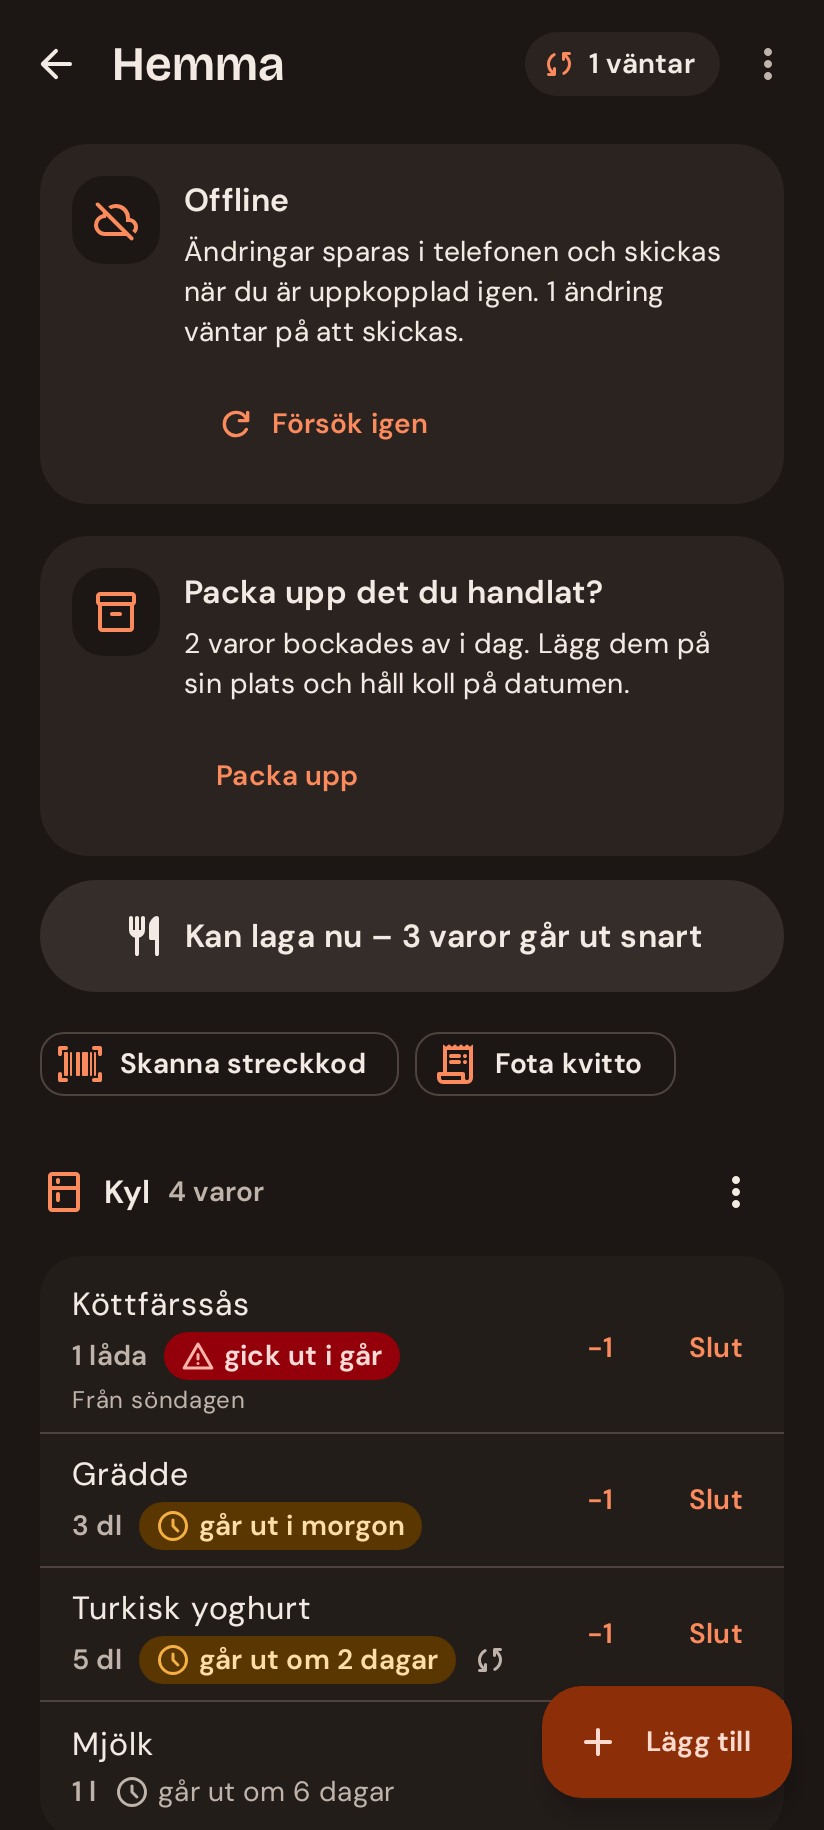 Hemma
1 väntar
Offline
Ändringar sparas i telefonen och skickas
när du är uppkopplad igen. 1 ändring
väntar på att skickas.
Försök igen
Packa upp det du handlat?
2 varor bockades av i dag. Lägg dem på
sin plats och håll koll på datumen.
Packa upp
Kan laga nu – 3 varor går ut snart
Skanna streckkod
Fota kvitto
Kyl 4 varor
Köttfärssås
1 låda gick ut i går
Från söndagen
−1 Slut
Grädde
3 dl går ut i morgon
−1 Slut
Turkisk yoghurt
5 dl går ut om 2 dagar
−1 Slut
Mjölk
1 l går ut om 6 dagar
Lägg till